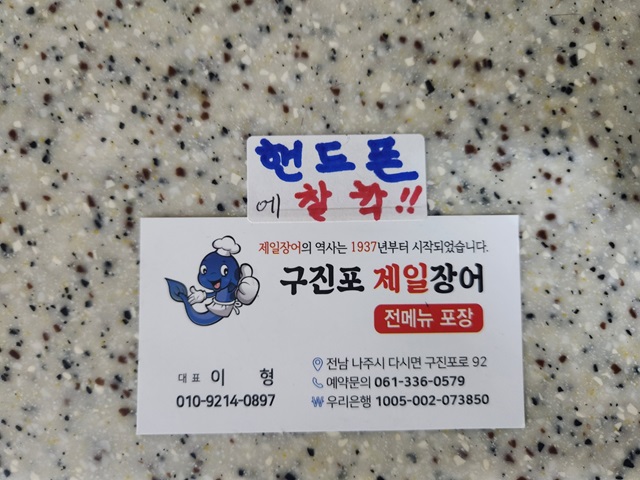 핸드폰
에 찰칵!!
제일장어의 역사는 1937년부터 시작되었습니다.
구진포 제일장어
전메뉴 포장
대표 이 형
010-9214-0897
전남 나주시 다시면 구진포로 92
예약문의 061-336-0579
우리은행 1005-002-073850